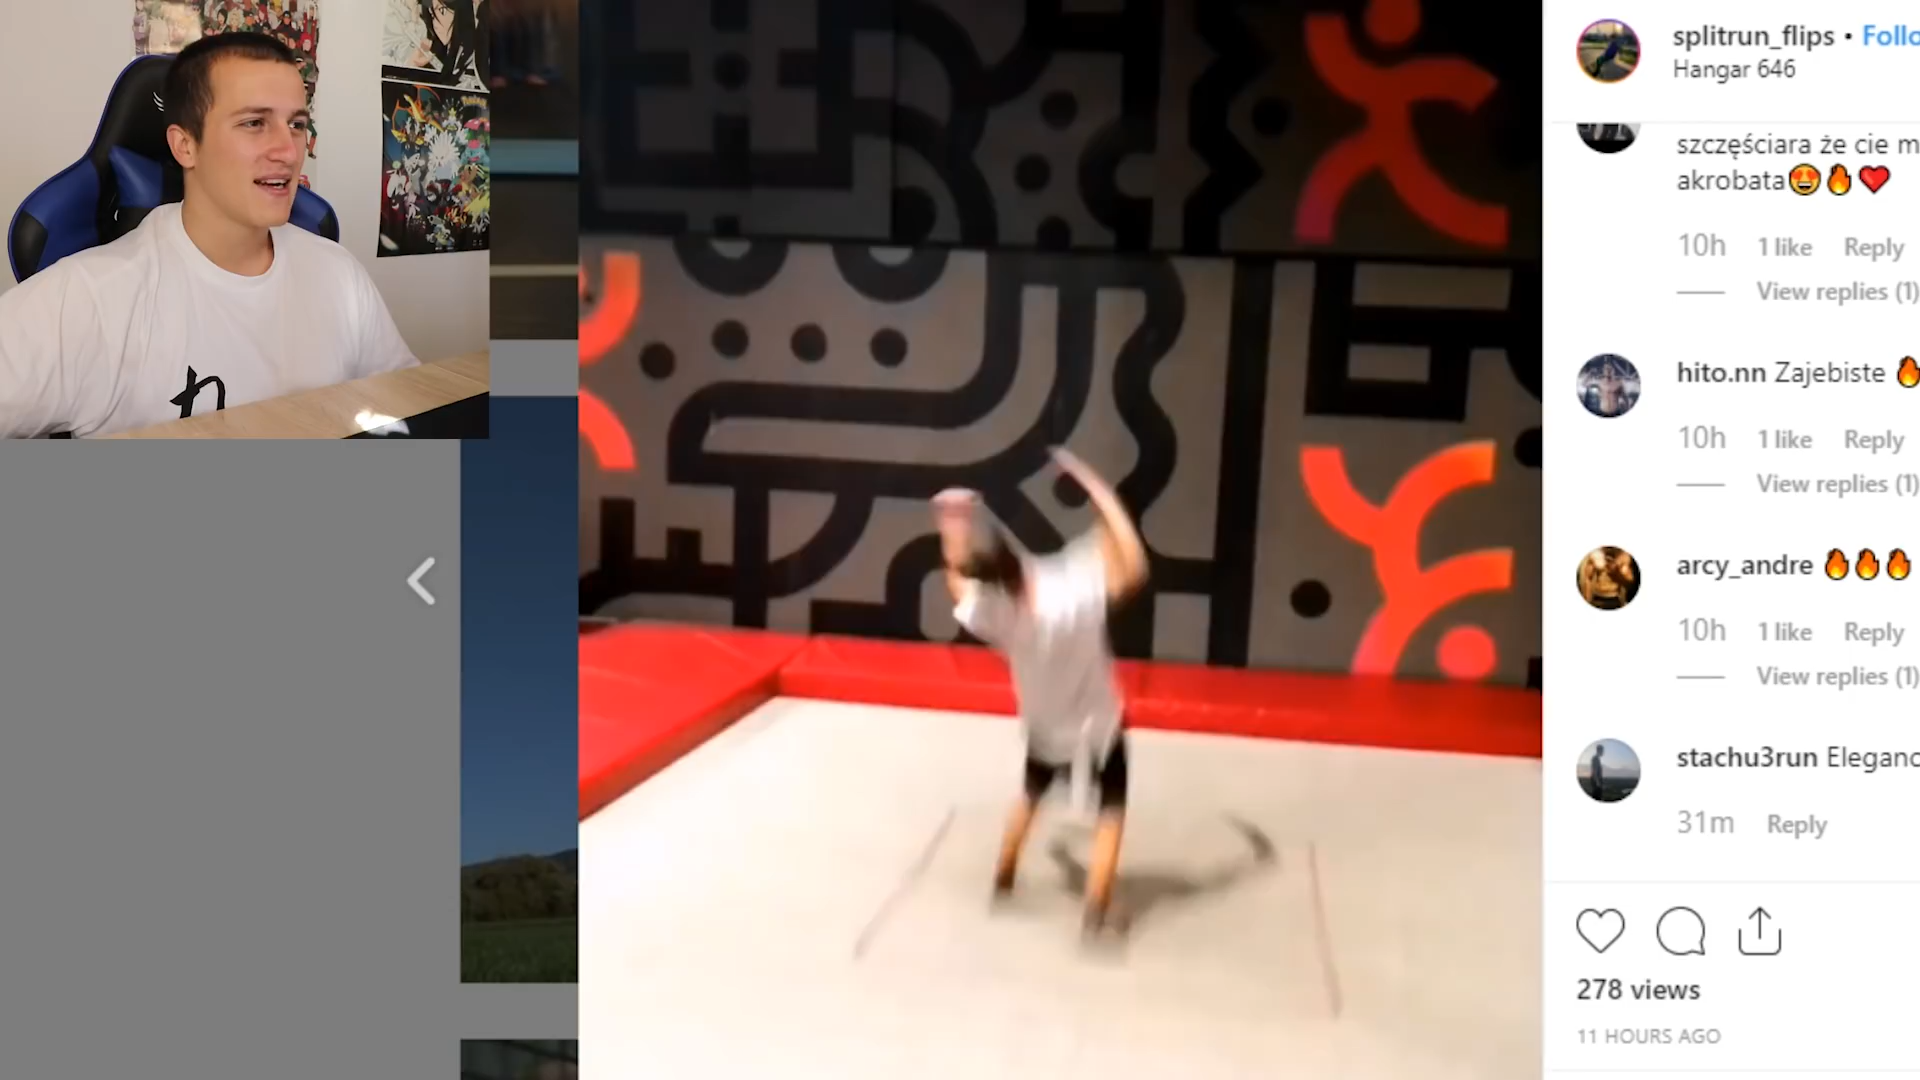 splitrun_flips • Follo
Hangar 646
szczęściara że cie m
akrobata😍🔥❤️
10h 1 like Reply
View replies (1)
hito.nn Zajebiste 🔥
10h 1 like Reply
View replies (1)
arcy_andre 🔥🔥🔥
10h 1 like Reply
View replies (1)
stachu3run Eleganc
31m Reply
278 views
11 HOURS AGO